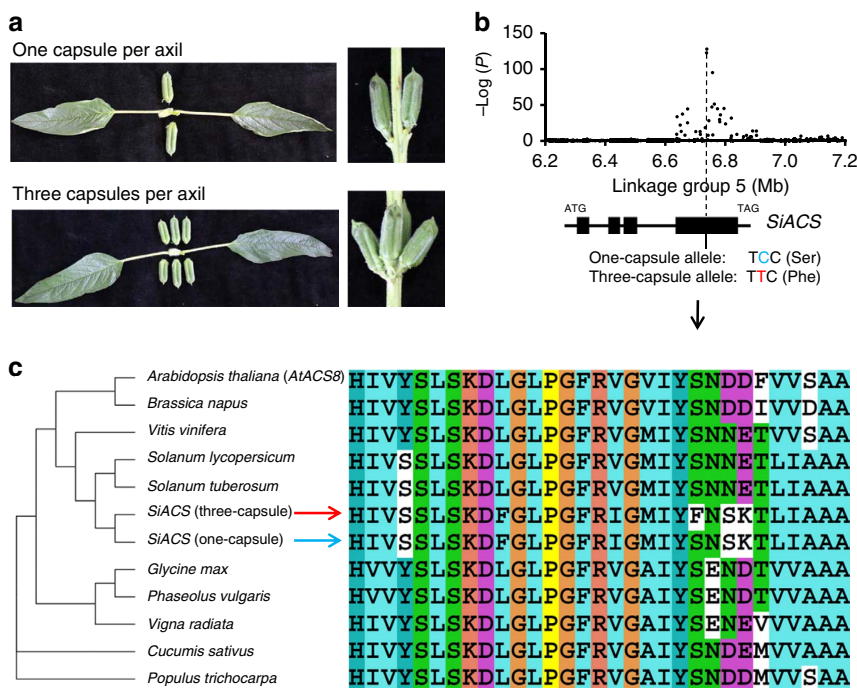 a
One capsule per axil
Three capsules per axil
b
150
100
50
0
–Log (P)
6.2 6.4 6.6 6.8 7.0 7.2
Linkage group 5 (Mb)
ATG TAG SiACS
One-capsule allele: TCC (Ser)
Three-capsule allele: TTC (Phe)
c
Arabidopsis thaliana (AtACS8) HIVYSLSKDLGLPGFRVGVIYSNDDFVVSAA
Brassica napus HIVYSLSKDLGLPGFRVGVIYSNDDIVVDAA
Vitis vinifera HIVYSLSKDLGLPGFRVGMIYSNNETVVSAA
Solanum lycopersicum HIVSSLSKDLGLPGFRVGMIYSNNETLIAAA
Solanum tuberosum HIVSSLSKDLGLPGFRVGMIYSNNETLIAAA
SiACS (three-capsule) HIVSSLSKDFGLPGFRIGMIYFNSKTLIAAA
SiACS (one-capsule) HIVSSLSKDFGLPGFRIGMIYSNSKTLIAAA
Glycine max HVVYSLSKDLGLPGFRVGAIYSENDTVVAAA
Phaseolus vulgaris HVVYSLSKDLGLPGFRVGAIYSENDTVVAAA
Vigna radiata HIVYSLSKDLGLPGFRVGAIYSENEVVVAAA
Cucumis sativus HIVYSLSKDLGLPGFRVGAIYSNDEMVVAAA
Populus trichocarpa HIVYSLSKDLGLPGFRVGAIYSNDDMVVSAA